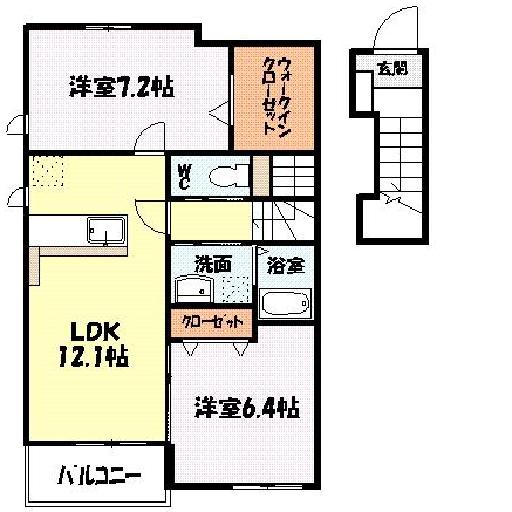 洋室7.2帖
ウォークイン
クローゼット
玄関
WC
洗面
浴室
クローゼット
LDK
12.1帖
洋室6.4帖
バルコニー